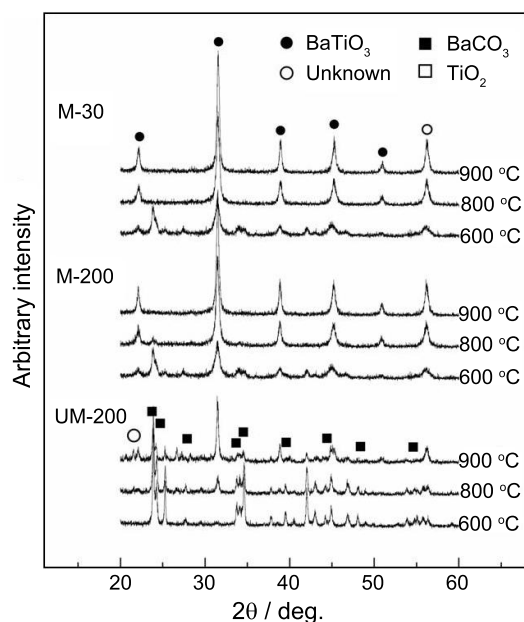 ● BaTiO₃ ■ BaCO₃
○ Unknown □ TiO₂
M-30
900 °C
800 °C
600 °C
M-200
900 °C
800 °C
600 °C
UM-200
900 °C
800 °C
600 °C
Arbitrary intensity
20 30 40 50 60
2θ / deg.